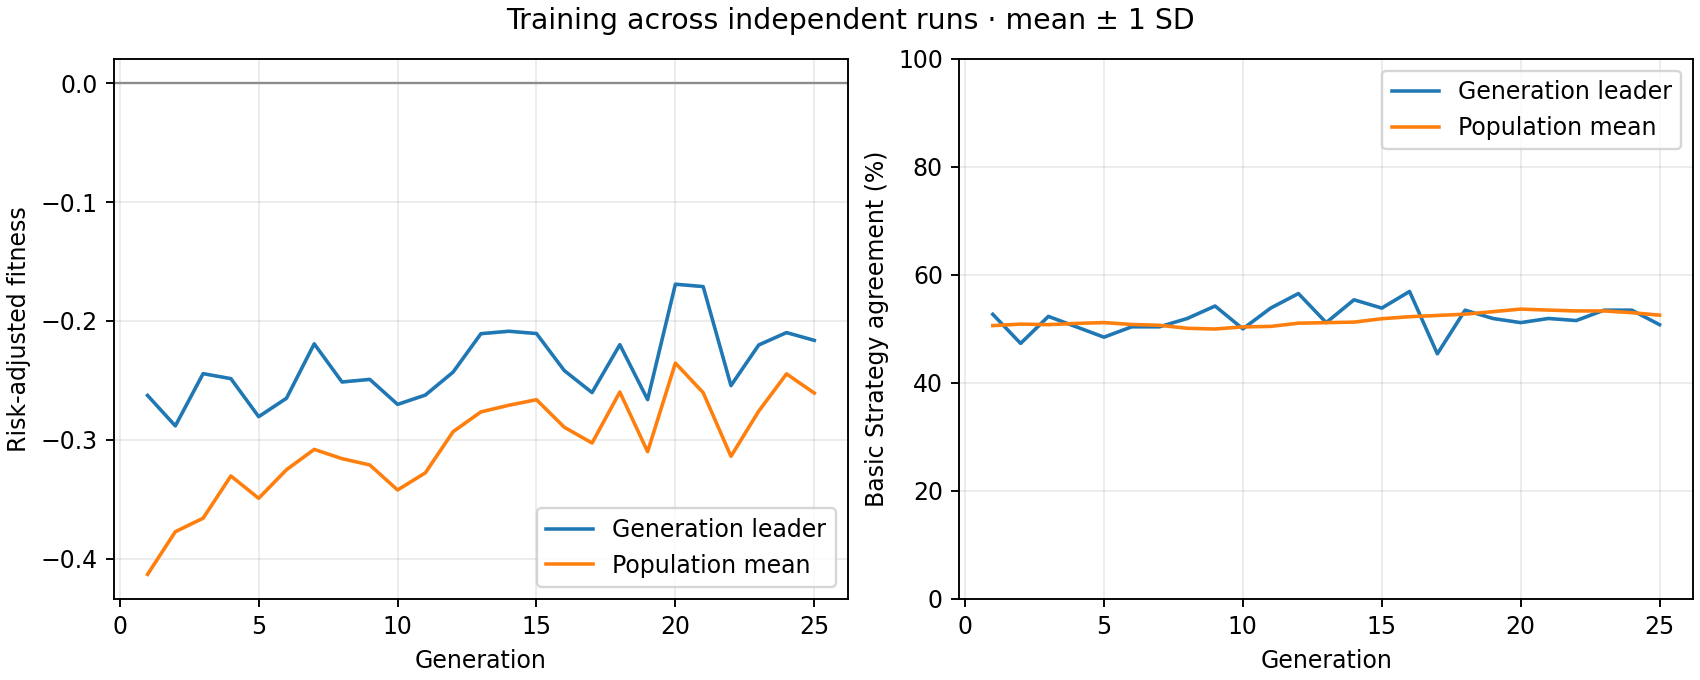 Training across independent runs · mean ± 1 SD
Risk-adjusted fitness
0.0
−0.1
−0.2
−0.3
−0.4
Generation leader
Population mean
0
5
10
15
20
25
Generation
Basic Strategy agreement (%)
100
80
60
40
20
0
Generation leader
Population mean
0
5
10
15
20
25
Generation